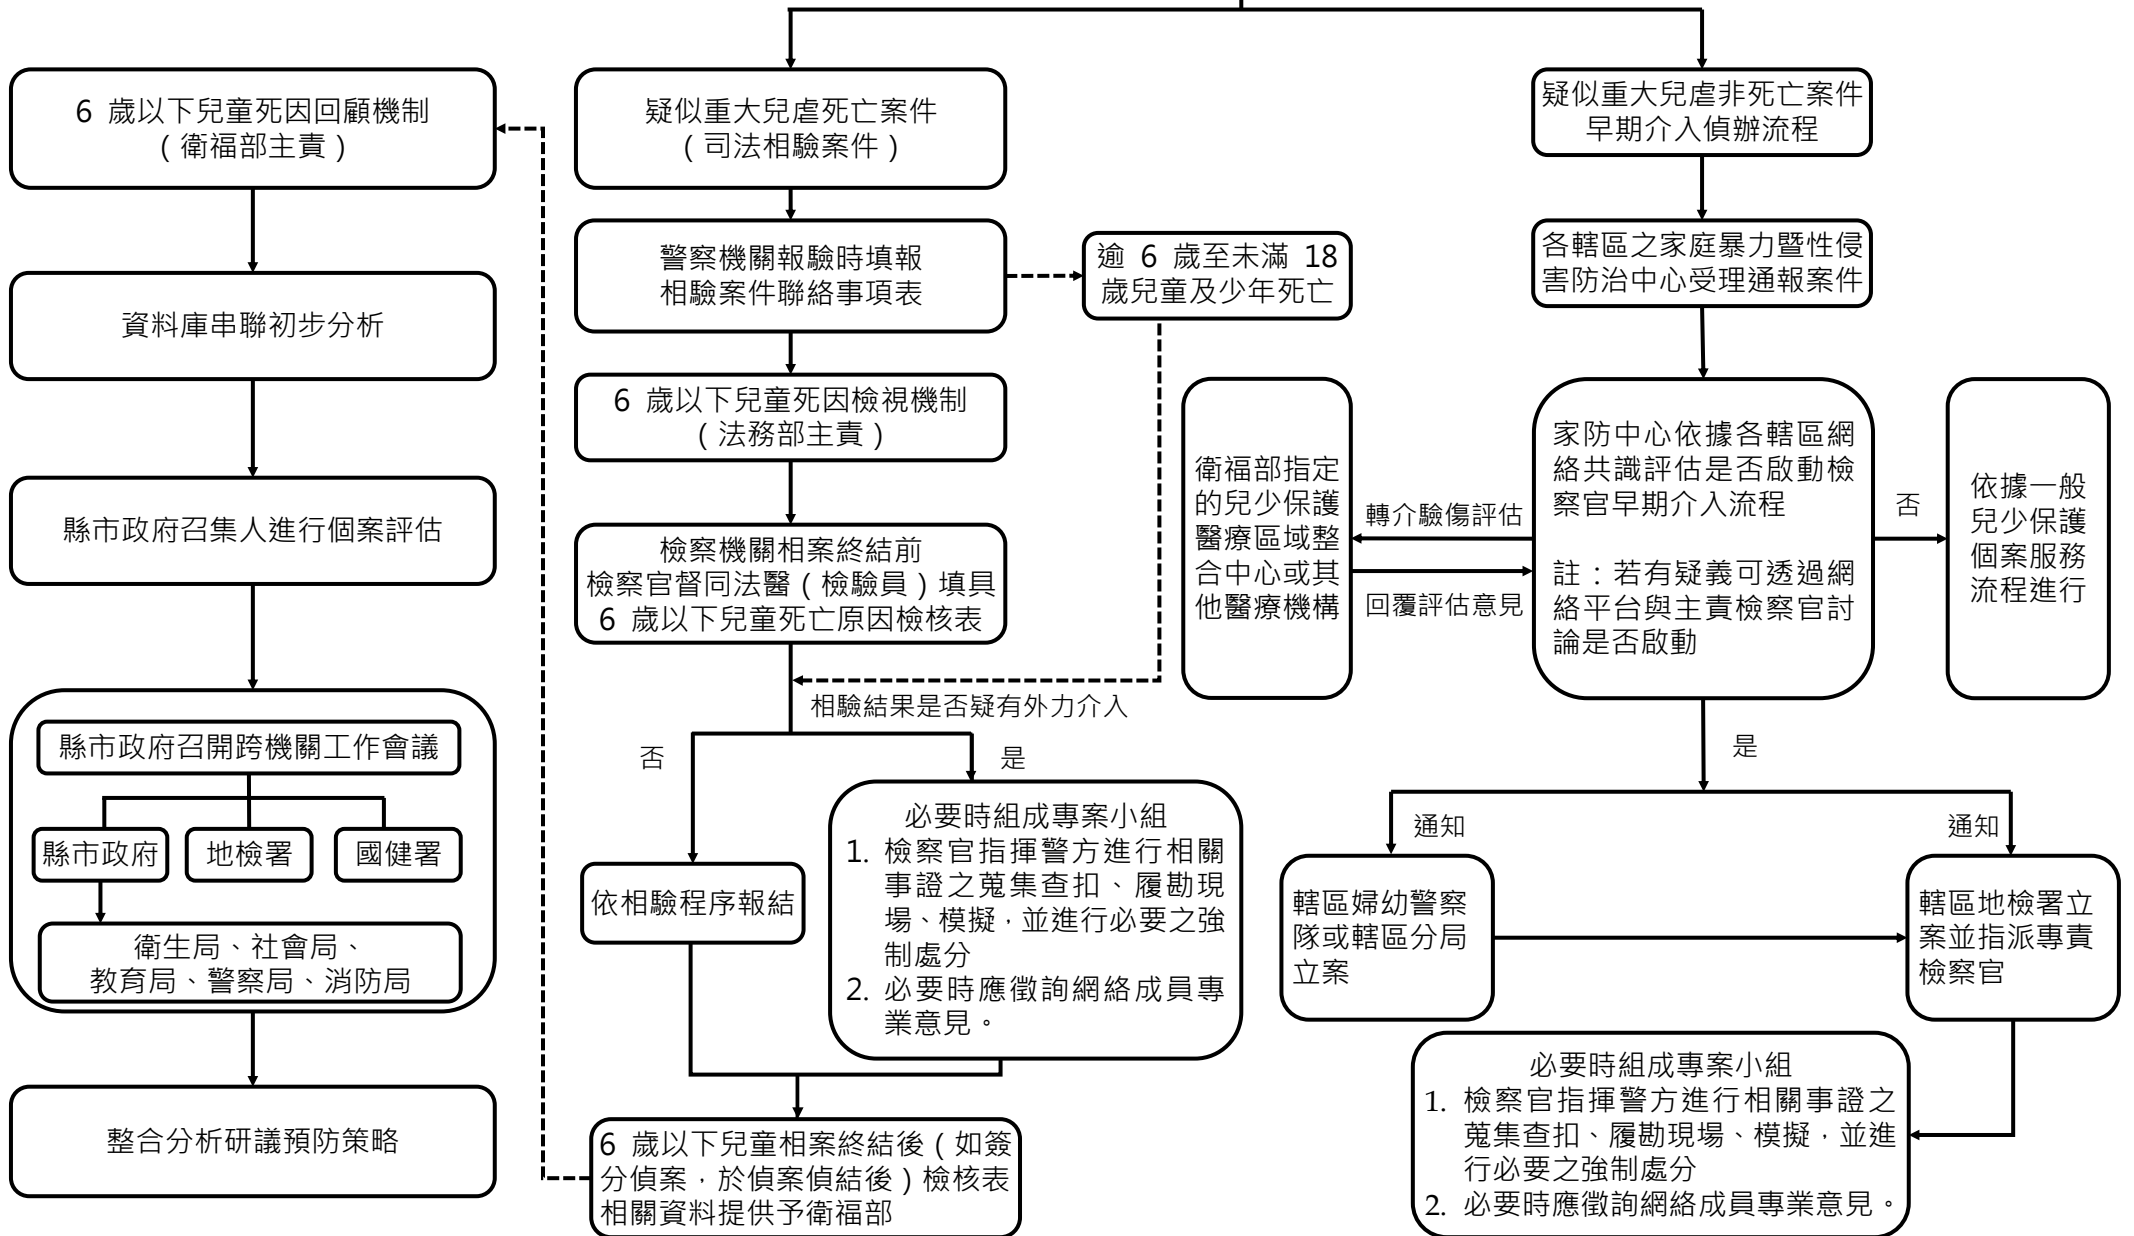 6 歲以下兒童死因回顧機制
(衛福部主責)
資料庫串聯初步分析
縣市政府召集人進行個案評估
縣市政府召開跨機關工作會議
縣市政府
地檢署
國健署
衛生局、社會局、
教育局、警察局、消防局
整合分析研議預防策略
疑似重大兒虐死亡案件
(司法相驗案件)
警察機關報驗時填報
相驗案件聯絡事項表
逾 6 歲至未滿 18
歲兒童及少年死亡
6 歲以下兒童死因檢視機制
(法務部主責)
檢察機關相案終結前
檢察官督同法醫(檢驗員)填具
6 歲以下兒童死亡原因檢核表
相驗結果是否疑有外力介入
否
是
依相驗程序報結
必要時組成專案小組
1. 檢察官指揮警方進行相關
事證之蒐集查扣、履勘現
場、模擬，並進行必要之強
制處分
2. 必要時應徵詢網絡成員專
業意見。
6 歲以下兒童相案終結後(如簽
分偵案，於偵案偵結後)檢核表
相關資料提供予衛福部
疑似重大兒虐非死亡案件
早期介入偵辦流程
各轄區之家庭暴力暨性侵
害防治中心受理通報案件
家防中心依據各轄區網
絡共識評估是否啟動檢
察官早期介入流程
註：若有疑義可透過網
絡平台與主責檢察官討
論是否啟動
轉介驗傷評估
回覆評估意見
衛福部指定
的兒少保護
醫療區域整
合中心或其
他醫療機構
否
依據一般
兒少保護
個案服務
流程進行
是
通知
通知
轄區婦幼警察
隊或轄區分局
立案
轄區地檢署立
案並指派專責
檢察官
必要時組成專案小組
1. 檢察官指揮警方進行相關事證之
蒐集查扣、履勘現場、模擬，並進
行必要之強制處分
2. 必要時應徵詢網絡成員專業意見。